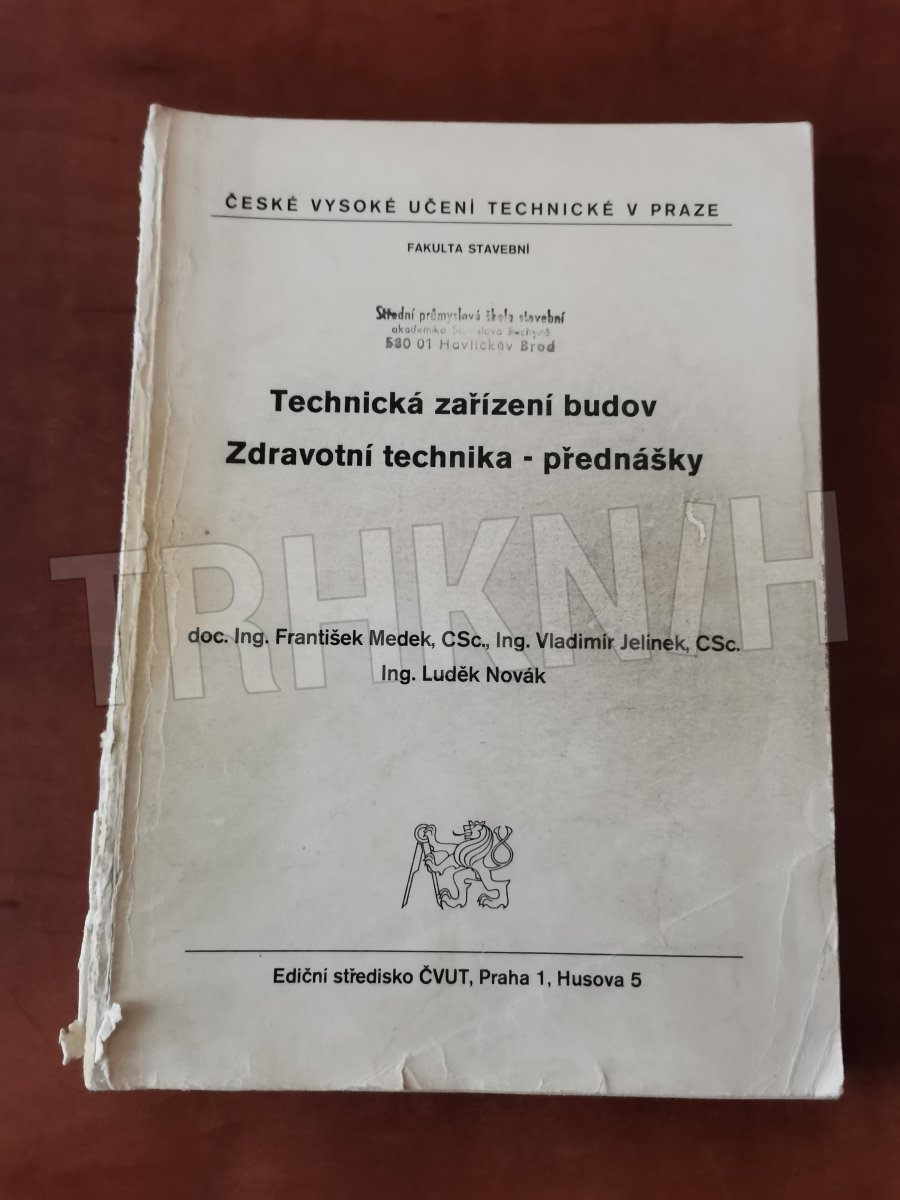 ČESKÉ VYSOKÉ UČENÍ TECHNICKÉ V PRAZE
FAKULTA STAVEBNÍ
Střední průmyslová škola stavební
akademika
580 01 Havlíčkův Brod
Technická zařízení budov
Zdravotní technika - přednášky
TRHKNIH
doc. Ing. František Medek, CSc., Ing. Vladimír Jelínek, CSc.
Ing. Luděk Novák
Ediční středisko ČVUT, Praha 1, Husova 5